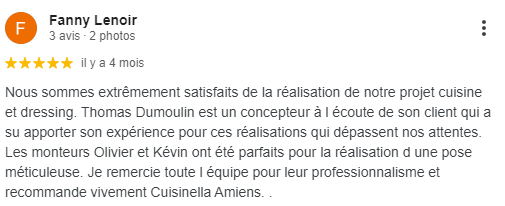 F
Fanny Lenoir
3 avis · 2 photos
il y a 4 mois
Nous sommes extrêmement satisfaits de la réalisation de notre projet cuisine
et dressing. Thomas Dumoulin est un concepteur à l écoute de son client qui a
su apporter son expérience pour ces réalisations qui dépassent nos attentes.
Les monteurs Olivier et Kévin ont été parfaits pour la réalisation d une pose
méticuleuse. Je remercie toute l équipe pour leur professionnalisme et
recommande vivement Cuisinella Amiens. .